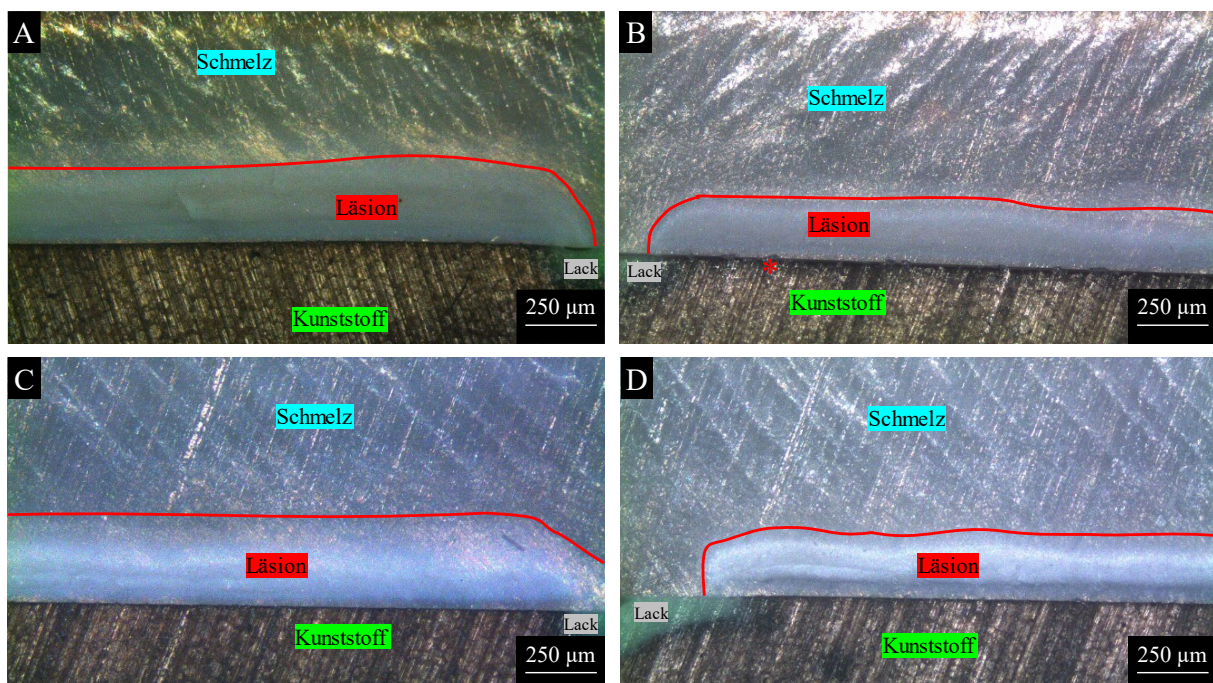 A
Schmelz
Läsion
Lack
Kunststoff
250 µm
B
Schmelz
Läsion
Lack
*
Kunststoff
250 µm
C
Schmelz
Läsion
Lack
Kunststoff
250 µm
D
Schmelz
Läsion
Lack
Kunststoff
250 µm